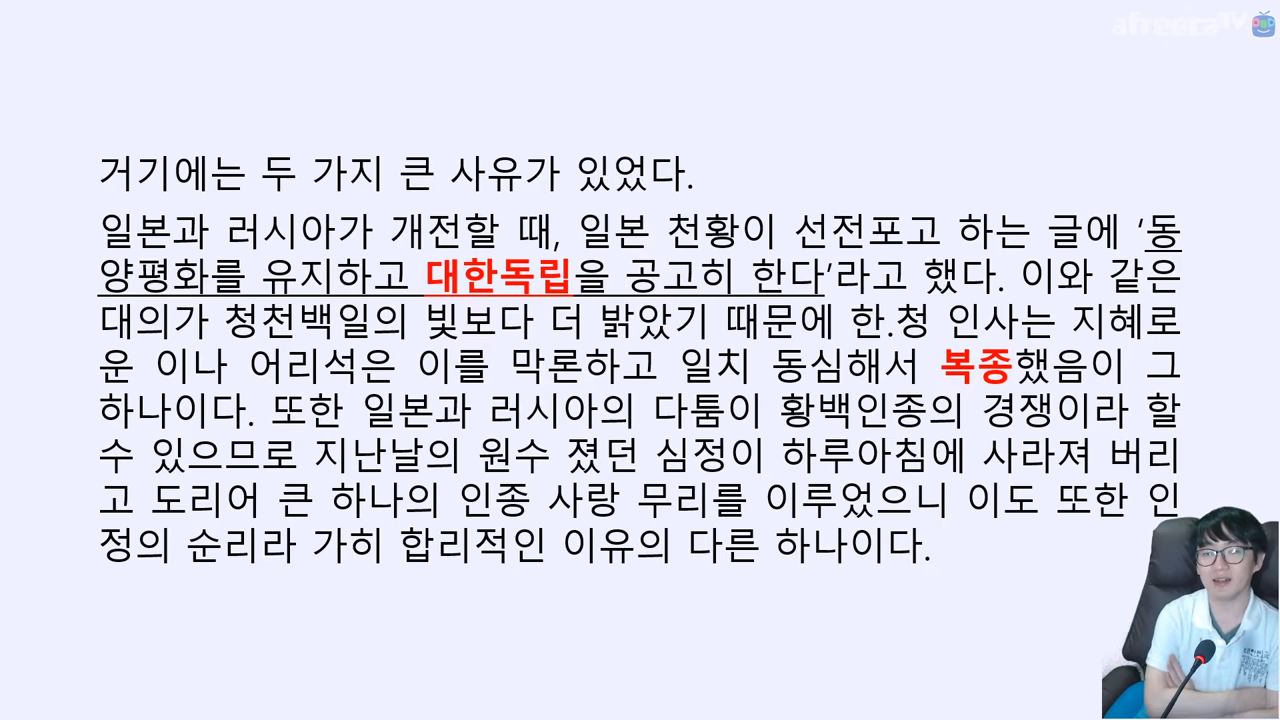 afreecaTV
거기에는 두 가지 큰 사유가 있었다.
일본과 러시아가 개전할 때, 일본 천황이 선전포고 하는 글에 ‘동
양평화를 유지하고 대한독립을 공고히 한다’라고 했다. 이와 같은
대의가 청천백일의 빛보다 더 밝았기 때문에 한.청 인사는 지혜로
운 이나 어리석은 이를 막론하고 일치 동심해서 복종했음이 그
하나이다. 또한 일본과 러시아의 다툼이 황백인종의 경쟁이라 할
수 있으므로 지난날의 원수 졌던 심정이 하루아침에 사라져 버리
고 도리어 큰 하나의 인종 사랑 무리를 이루었으니 이도 또한 인
정의 순리라 가히 합리적인 이유의 다른 하나이다.